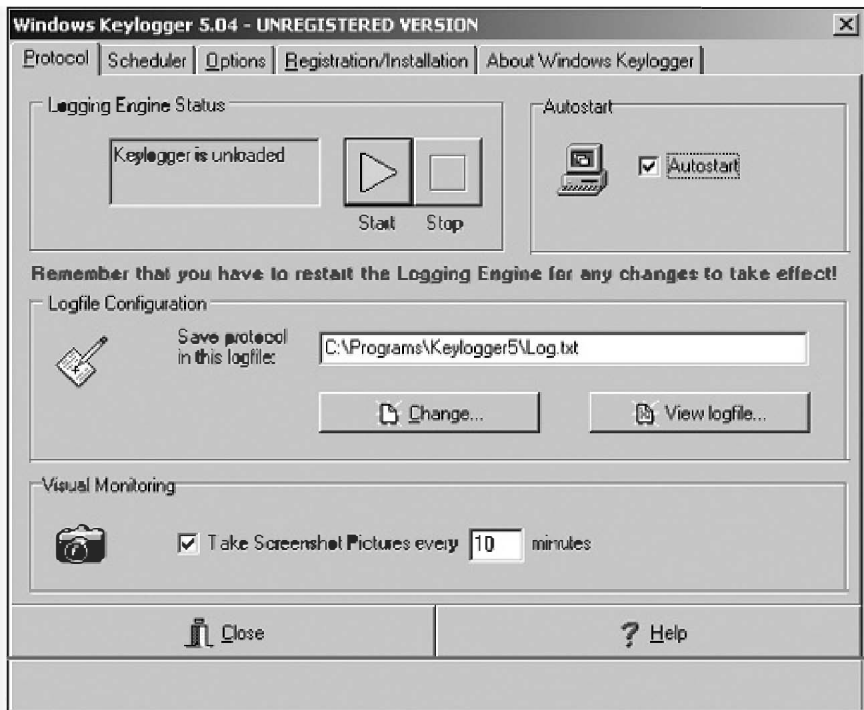 Windows Keylogger 5.04 - UNREGISTERED VERSION
Protocol Scheduler Options Registration/Installation About Windows Keylogger
Logging Engine Status
Keylogger is unloaded
Start Stop
Autostart
Autostart
Remember that you have to restart the Logging Engine for any changes to take effect!
Logfile Configuration
Save protocol
in this logfile:
C:\Programs\Keylogger5\Log.txt
Change...
View logfile...
Visual Monitoring
Take Screenshot Pictures every 10 minutes
Close
Help